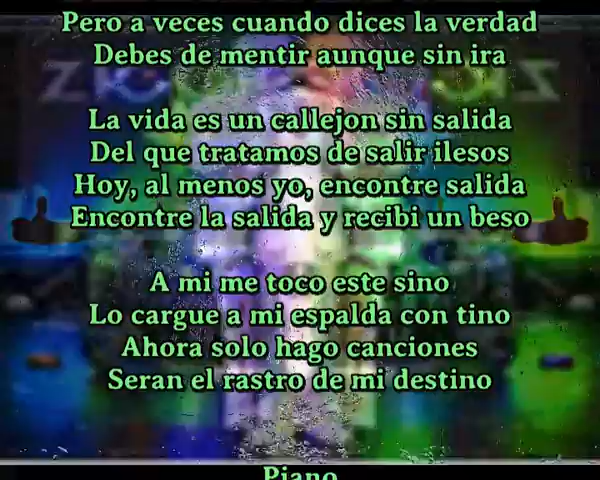 Pero a veces cuando dices la verdad
Debes de mentir aunque sin ira
La vida es un callejon sin salida
Del que tratamos de salir ilesos
Hoy, al menos yo, encontre salida
Encontre la salida y recibi un beso
A mi me toco este sino
Lo cargue a mi espalda con tino
Ahora solo hago canciones
Seran el rastro de mi destino
Piano